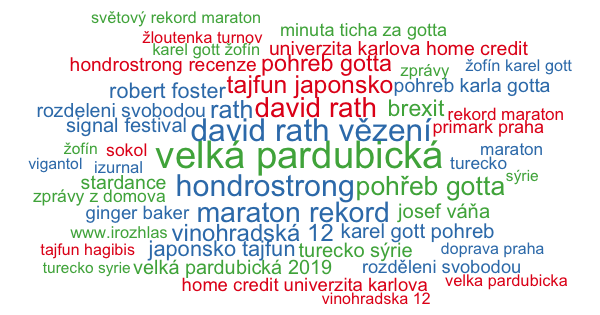 světový rekord maraton
minuta ticha za gotta
žloutenka turnov
karel gott žofín
univerzita karlova home credit
hondrostrong recenze
pohreb gotta
zprávy
žofín karel gott
robert foster
tajfun japonsko
pohreb karla gotta
rozdeleni svobodou
rath
david rath
brexit
rekord maraton
signal festival
david rath vězení
primark praha
žofín
sokol
velká pardubická
maraton
vigantol
izurnal
turecko
stardance
hondrostrong
pohřeb gotta
sýrie
zprávy z domova
ginger baker
maraton rekord
josef váňa
www.irozhlas
vinohradská 12
karel gott pohreb
tajfun hagibis
japonsko tajfun
turecko sýrie
doprava praha
turecko syrie
velká pardubická 2019
rozděleni svobodou
home credit univerzita karlova
velka pardubicka
vinohradska 12